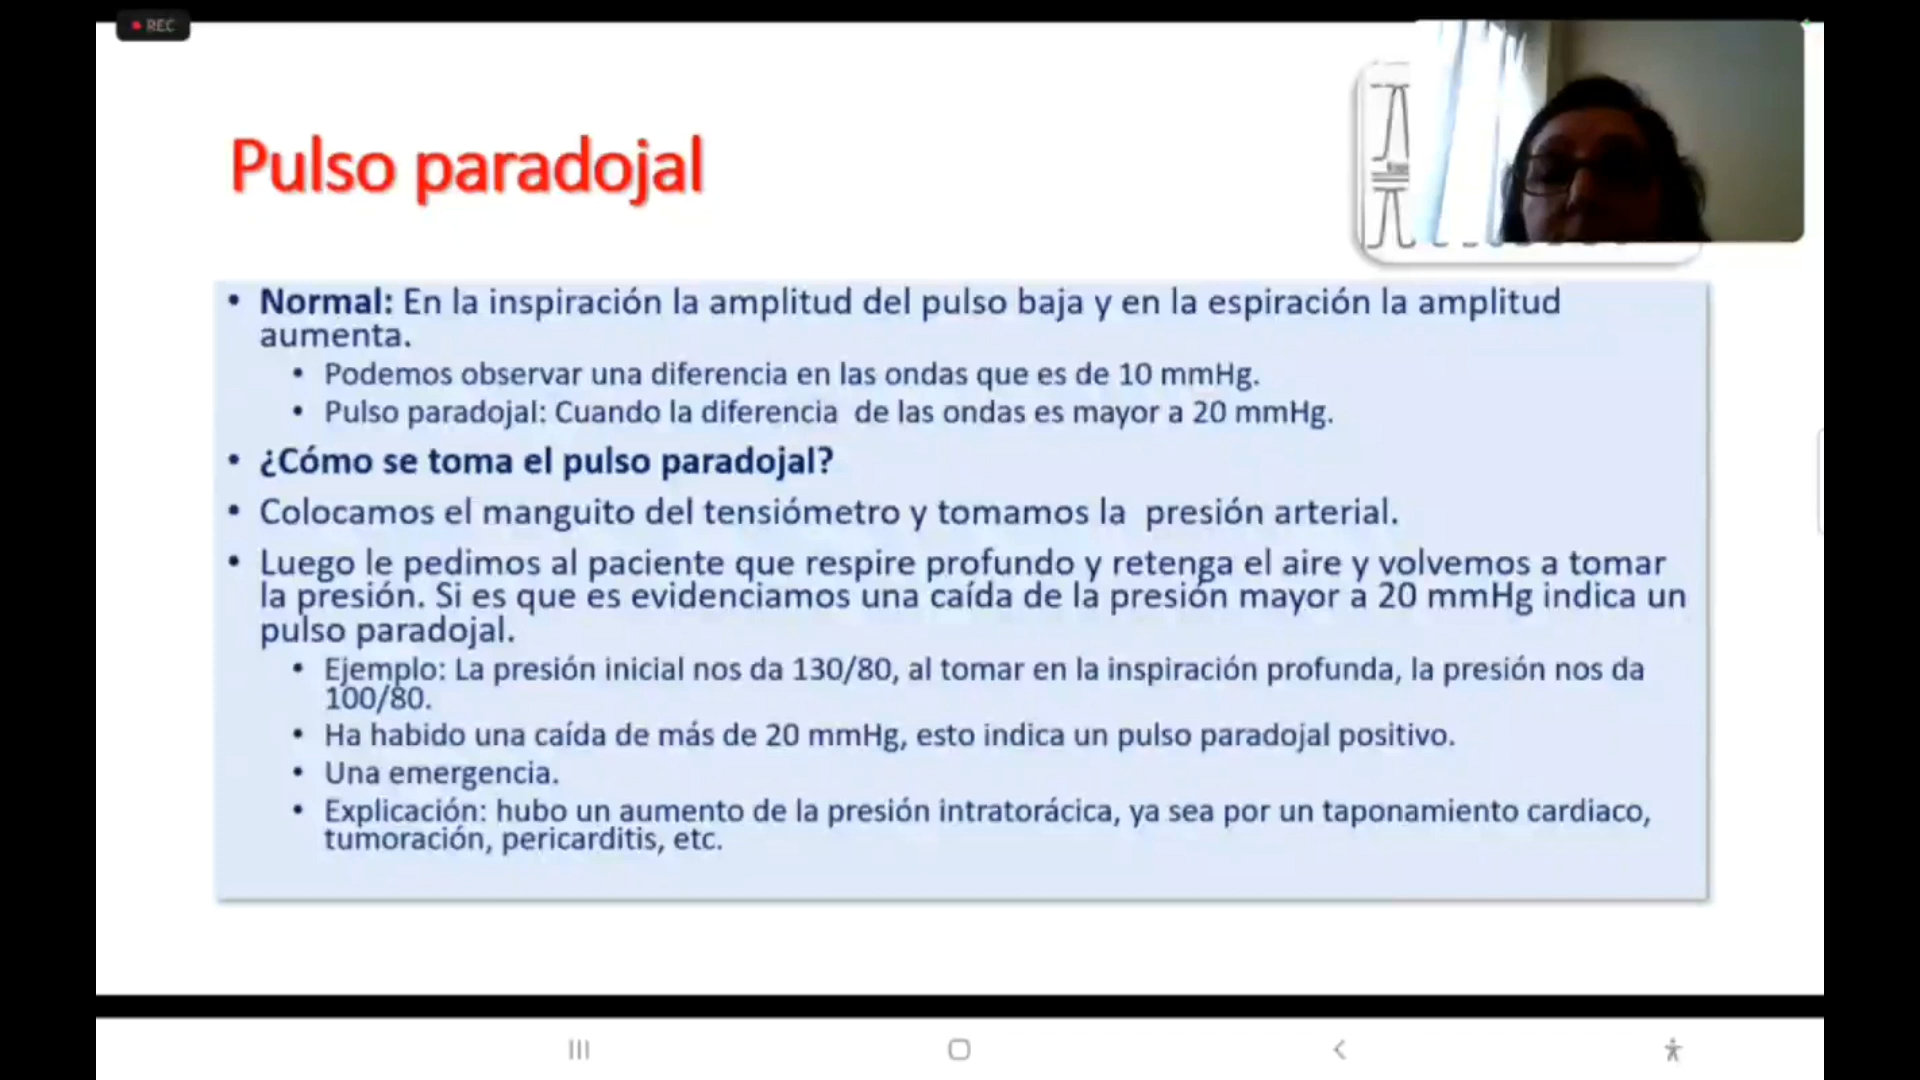 REC
Pulso paradojal
• Normal: En la inspiración la amplitud del pulso baja y en la espiración la amplitud
aumenta.
• Podemos observar una diferencia en las ondas que es de 10 mmHg.
• Pulso paradojal: Cuando la diferencia de las ondas es mayor a 20 mmHg.
• ¿Cómo se toma el pulso paradojal?
• Colocamos el manguito del tensiómetro y tomamos la presión arterial.
• Luego le pedimos al paciente que respire profundo y retenga el aire y volvemos a tomar
la presión. Si es que es evidenciamos una caída de la presión mayor a 20 mmHg indica un
pulso paradojal.
• Ejemplo: La presión inicial nos da 130/80, al tomar en la inspiración profunda, la presión nos da
100/80.
• Ha habido una caída de más de 20 mmHg, esto indica un pulso paradojal positivo.
• Una emergencia.
• Explicación: hubo un aumento de la presión intratorácica, ya sea por un taponamiento cardiaco,
tumoración, pericarditis, etc.